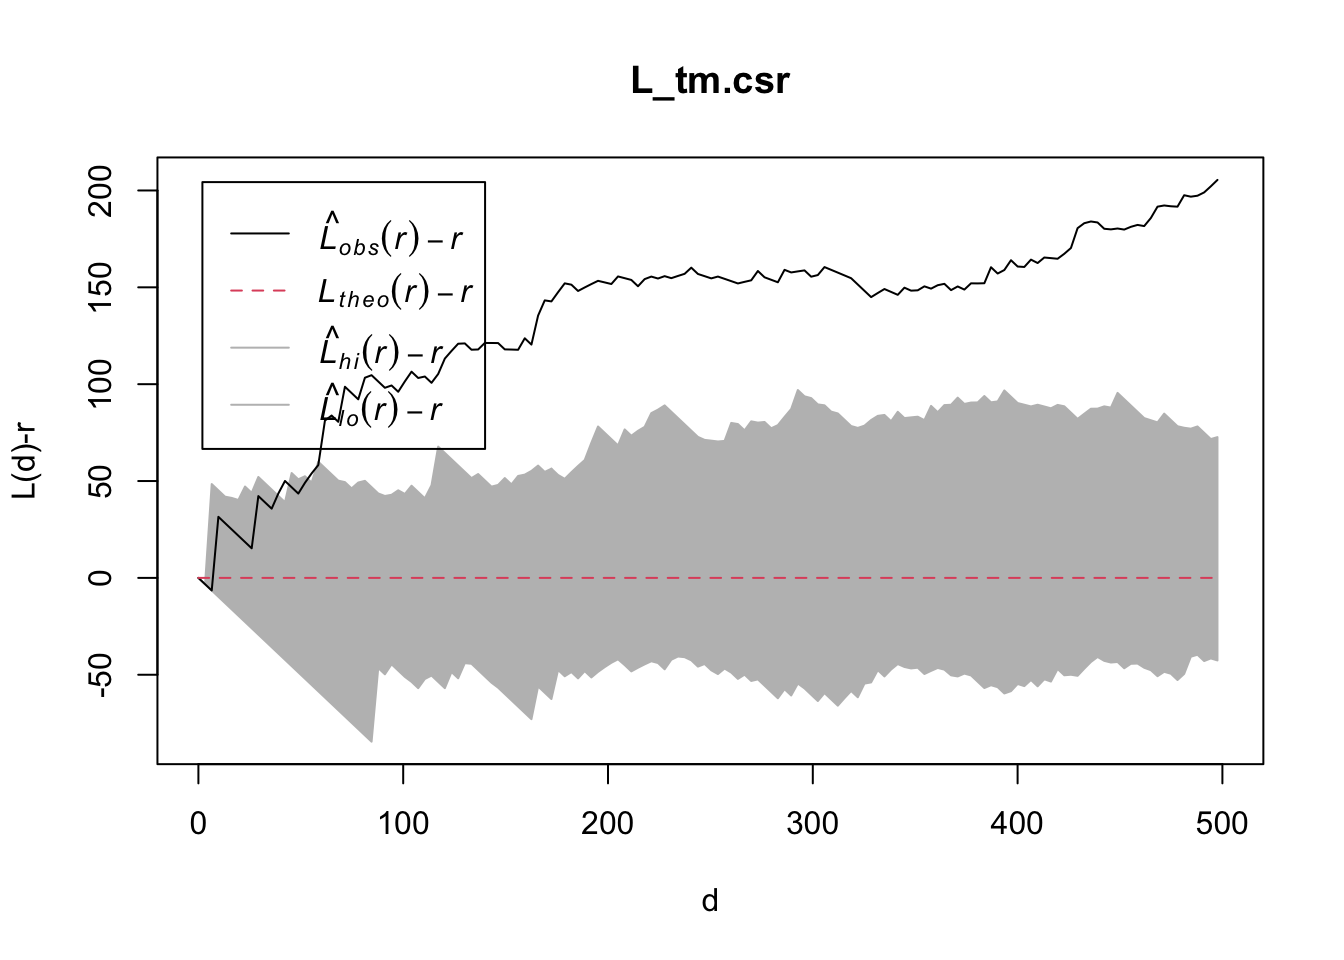 L_tm.csr
L̂obs(r) − r
Ltheo(r) − r
L̂hi(r) − r
L̂lo(r) − r
200
150
100
50
0
-50
L(d)-r
0 100 200 300 400 500
d